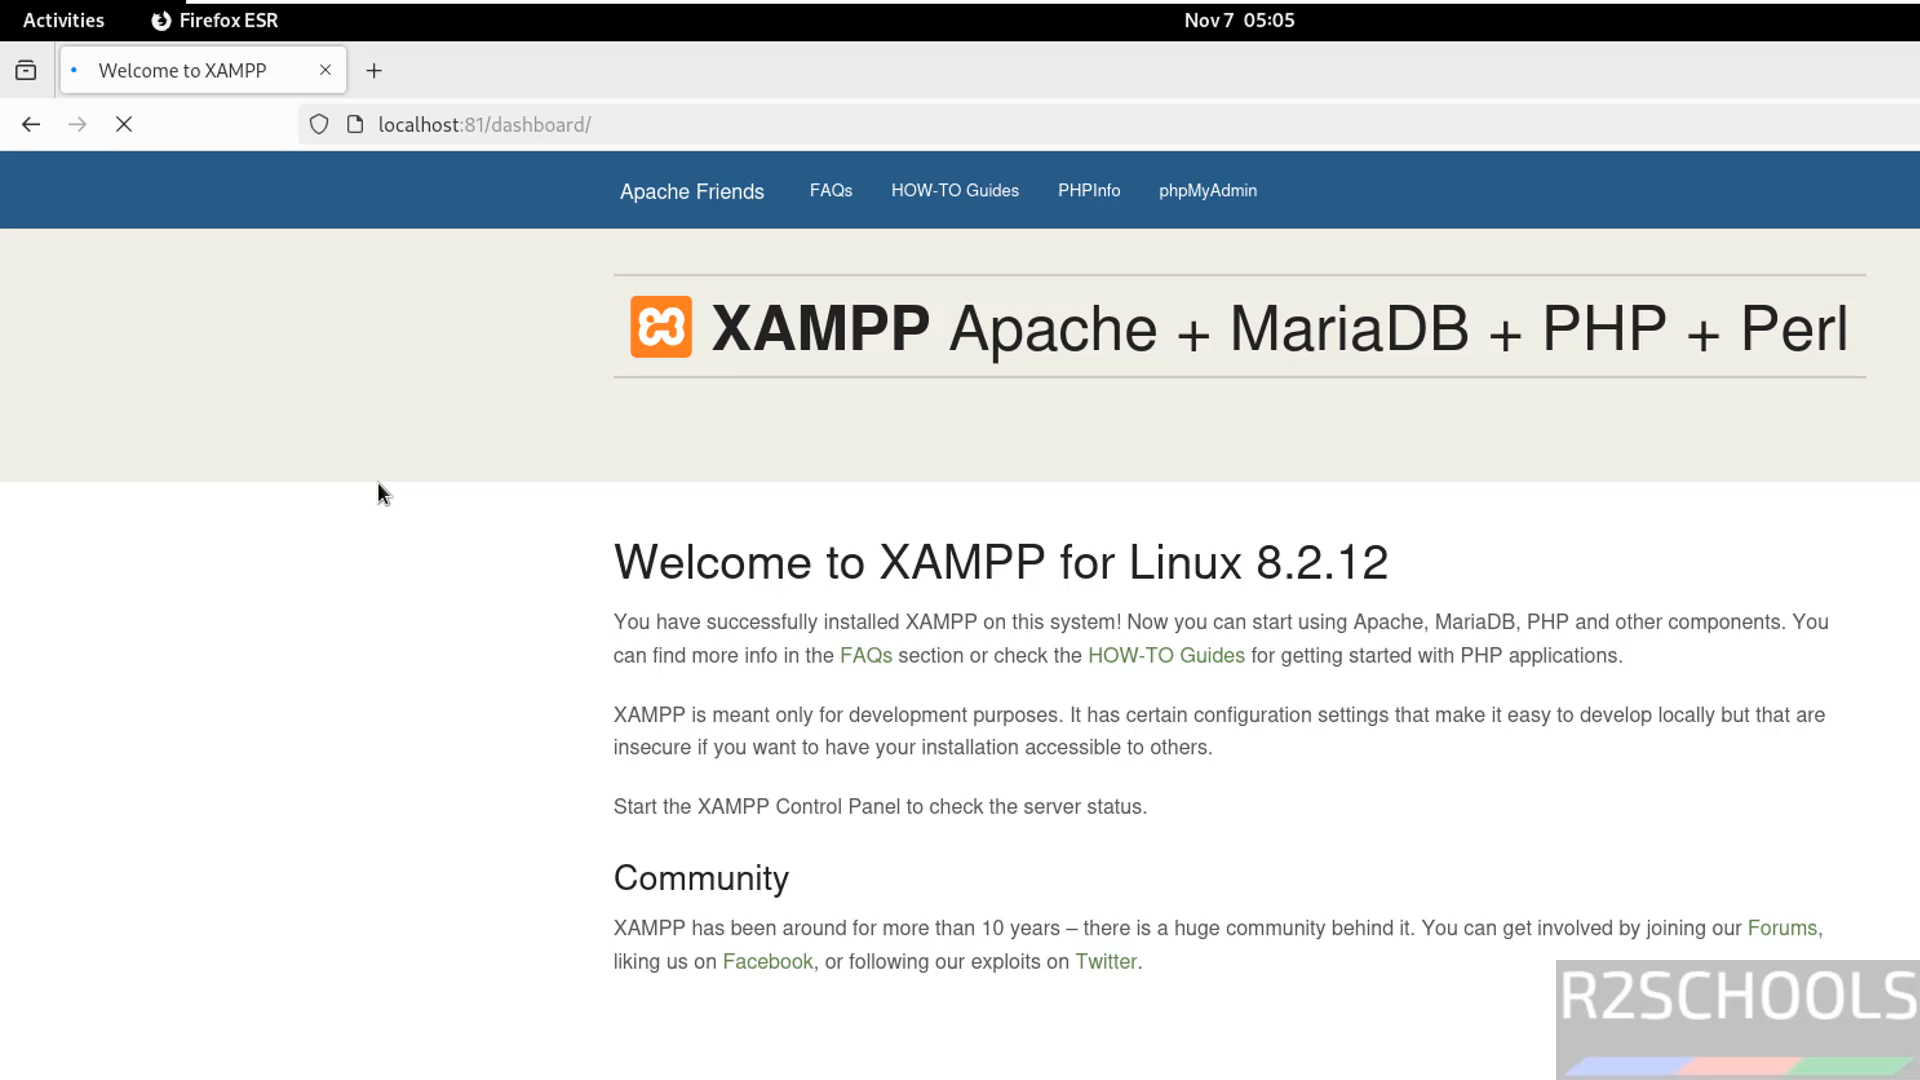 Activities Firefox ESR Nov 7 05:05
Welcome to XAMPP
localhost:81/dashboard/
Apache Friends FAQs HOW-TO Guides PHPInfo phpMyAdmin
XAMPP Apache + MariaDB + PHP + Perl
Welcome to XAMPP for Linux 8.2.12
You have successfully installed XAMPP on this system! Now you can start using Apache, MariaDB, PHP and other components. You
can find more info in the FAQs section or check the HOW-TO Guides for getting started with PHP applications.
XAMPP is meant only for development purposes. It has certain configuration settings that make it easy to develop locally but that are
insecure if you want to have your installation accessible to others.
Start the XAMPP Control Panel to check the server status.
Community
XAMPP has been around for more than 10 years – there is a huge community behind it. You can get involved by joining our Forums,
liking us on Facebook, or following our exploits on Twitter.
R2SCHOOLS